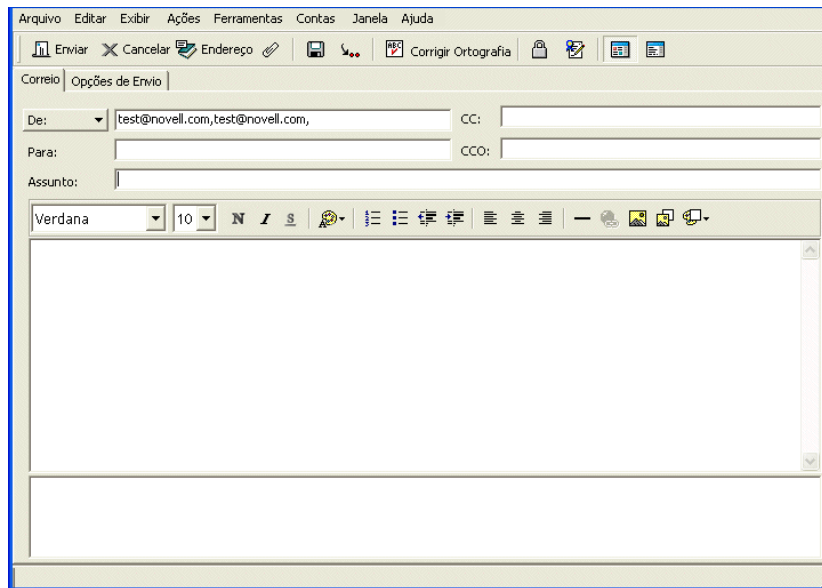 Arquivo Editar Exibir Ações Ferramentas Contas Janela Ajuda
Enviar Cancelar Endereço ABC Corrigir Ortografia
Correio Opções de Envio
De: test@novell.com,test@novell.com, CC:
Para: CCO:
Assunto:
Verdana 10 N I S